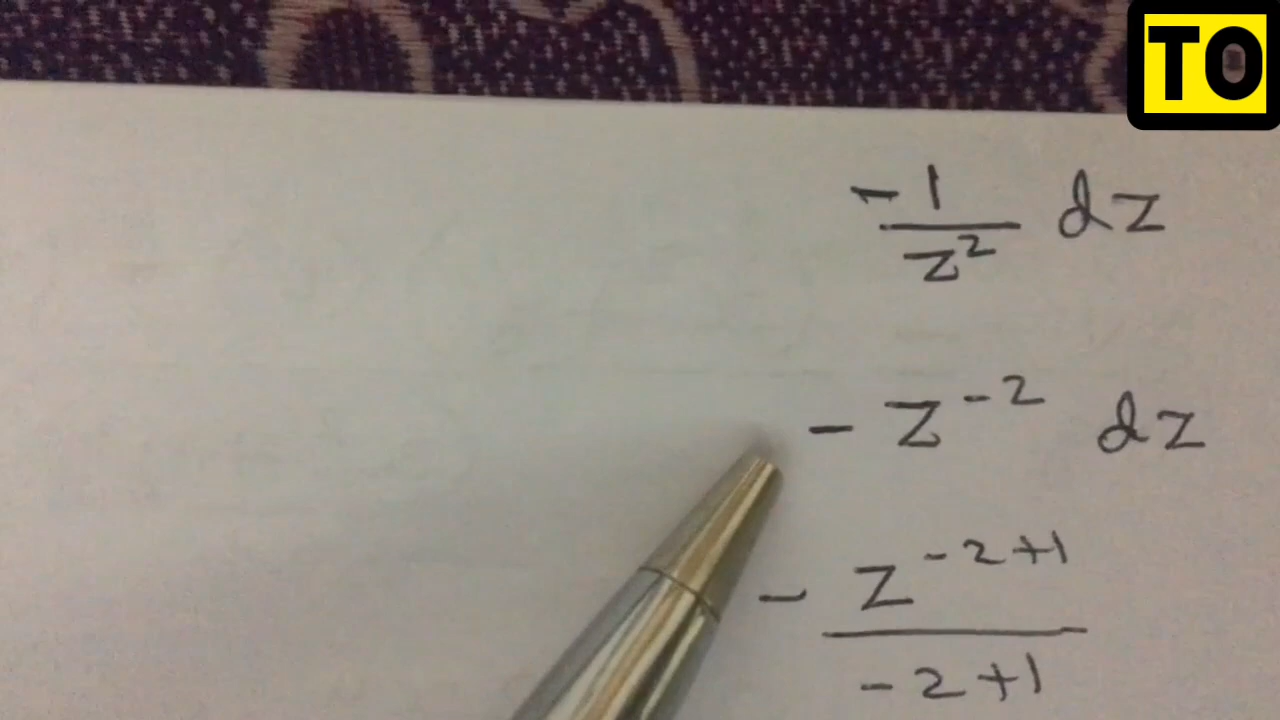 TO
-1/z² dz
- z⁻² dz
- z⁻²⁺¹/-2+1